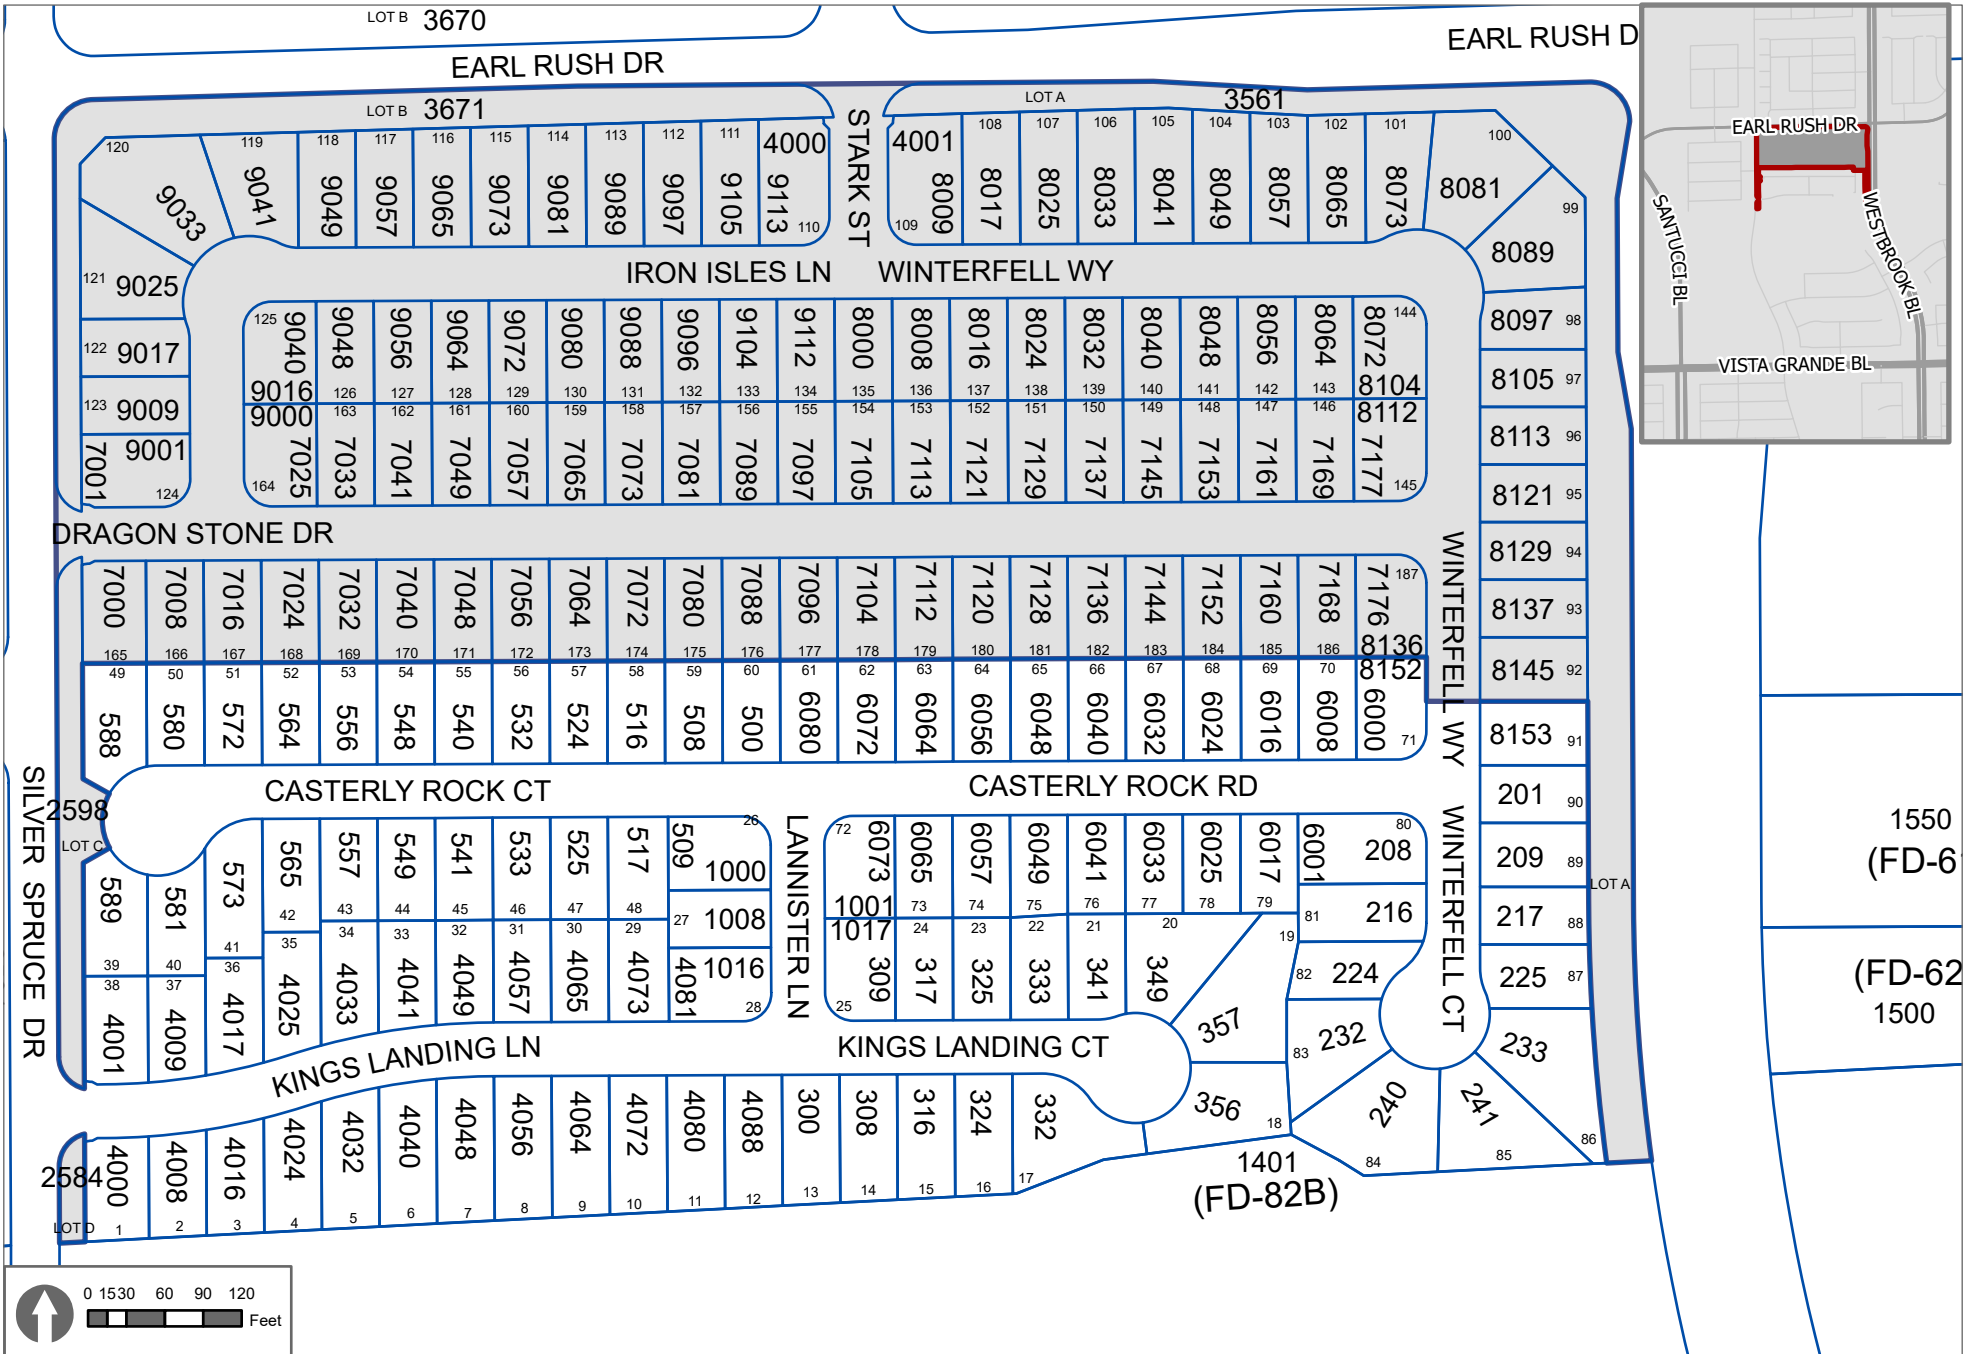 LOT B 3670
EARL RUSH DR
EARL RUSH D
LOT B 3671
LOT A
3561
STARK ST
120 119 118 117 116 115 114 113 112 111 4000
4001 108 107 106 105 104 103 102 101 100
9033 9041 9049 9057 9065 9073 9081 9089 9097 9105 9113 110
109 8009 8017 8025 8033 8041 8049 8057 8065 8073 8081
99
8089
121 9025
IRON ISLES LN
WINTERFELL WY
122 9017
123 9009
7001 9001
124
125 9040 9048 9056 9064 9072 9080 9088 9096 9104 9112 8000 8008 8016 8024 8032 8040 8048 8056 8064 8072 144
9016 126 127 128 129 130 131 132 133 134 135 136 137 138 139 140 141 142 143 8104
9000 163 162 161 160 159 158 157 156 155 154 153 152 151 150 149 148 147 146 8112
164 7025 7033 7041 7049 7057 7065 7073 7081 7089 7097 7105 7113 7121 7129 7137 7145 7153 7161 7169 7177 145
8097 98
8105 97
8113 96
8121 95
8129 94
8137 93
8145 92
DRAGON STONE DR
WINTERFELL WY
7000 7008 7016 7024 7032 7040 7048 7056 7064 7072 7080 7088 7096 7104 7112 7120 7128 7136 7144 7152 7160 7168 7176 187
165 166 167 168 169 170 171 172 173 174 175 176 177 178 179 180 181 182 183 184 185 186 8136
49 50 51 52 53 54 55 56 57 58 59 60 61 62 63 64 65 66 67 68 69 70 8152
588 580 572 564 556 548 540 532 524 516 508 500 6080 6072 6064 6056 6048 6040 6032 6024 6016 6008 6000 71
8153 91
201 90
209 89
217 88
225 87
233
86
LOT A
SILVER SPRUCE DR
2598
LOT C
CASTERLY ROCK CT
CASTERLY ROCK RD
LANNISTER LN
WINTERFELL CT
589 581 573 565 557 549 541 533 525 517 509 26
1000
39 40 41 42 43 44 45 46 47 48
27 1008
38 37 36 35 34 33 32 31 30 29
4001 4009 4017 4025 4033 4041 4049 4057 4065 4073 4081 1016
28
72 6073 6065 6057 6049 6041 6033 6025 6017 6001 80
208
1001 73 74 75 76 77 78 79
1017 24 23 22 21 20 19
25 309 317 325 333 341 349 357
81 216
82 224
83 232
240 241
84 85
KINGS LANDING LN
KINGS LANDING CT
356 18
2584
LOT D
4000 4008 4016 4024 4032 4040 4048 4056 4064 4072 4080 4088 300 308 316 324 332
1 2 3 4 5 6 7 8 9 10 11 12 13 14 15 16 17
1401
(FD-82B)
1550
(FD-6
(FD-62
1500
EARL RUSH DR
SANTUCCI BL
WESTBROOK BL
VISTA GRANDE BL
0 15 30 60 90 120
Feet